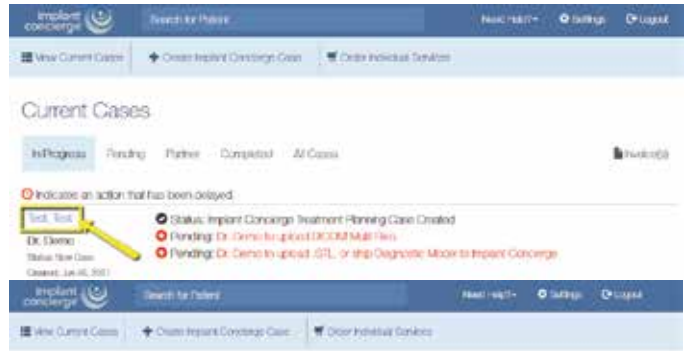 implant concierge Search for Patient Need Help? Settings Logout
View Current Cases Create Implant Concierge Case Order Individual Services
Current Cases
In Progress Pending Partner Completed All Cases Invoice(s)
Indicates an action that has been delayed.
Test, Test Status: Implant Concierge Treatment Planning Case Created
Dr. Demo Pending: Dr. Demo to upload DICOM Multi Files
Status: New Case Pending: Dr. Demo to upload .STL, or ship Diagnostic Model to Implant Concierge
Created: Jun
implant concierge Search for Patient Need Help? Settings Logout
View Current Cases Create Implant Concierge Case Order Individual Services